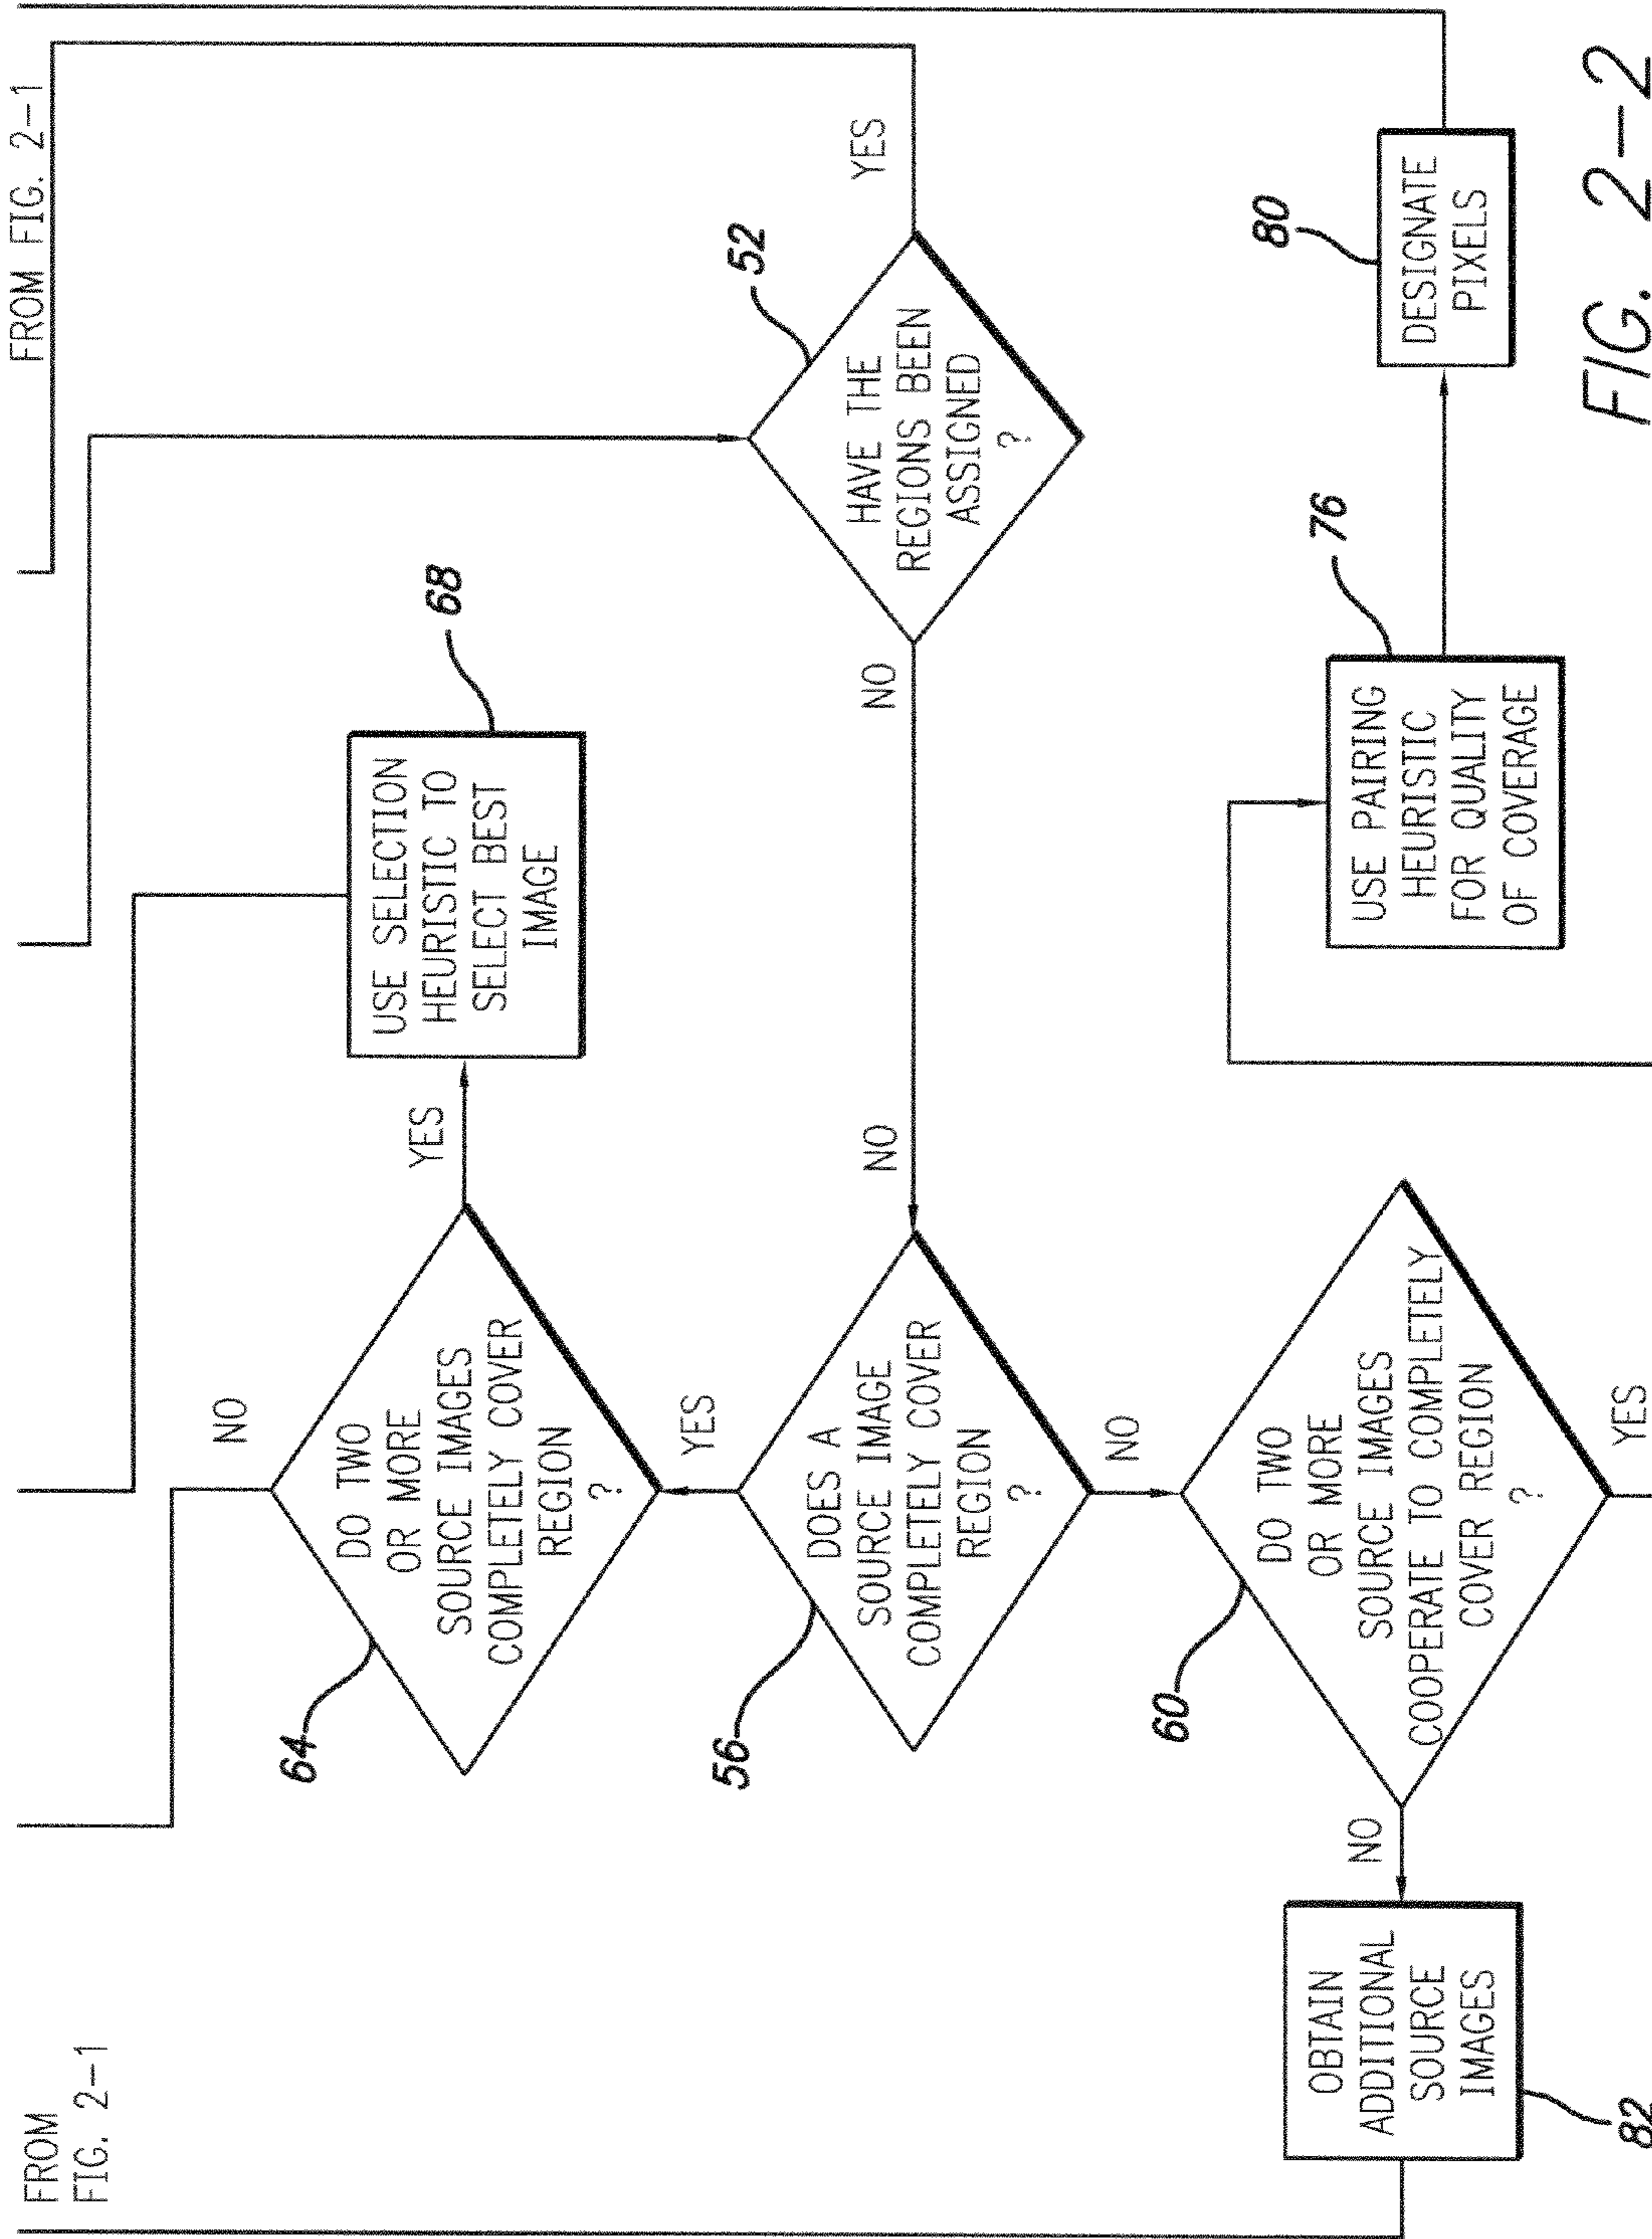 FROM
FIG. 2-1
FROM FIG. 2-1
NO
64
DO TWO
OR MORE
SOURCE IMAGES
COMPLETELY COVER
REGION
?
YES
USE SELECTION
HEURISTIC TO
SELECT BEST
IMAGE
68
YES
56
DOES A
SOURCE IMAGE
COMPLETELY COVER
REGION
?
NO
NO
HAVE THE
REGIONS BEEN
ASSIGNED
?
52
YES
NO
60
DO TWO
OR MORE
SOURCE IMAGES
COOPERATE TO COMPLETELY
COVER REGION
?
NO
OBTAIN
ADDITIONAL
SOURCE
IMAGES
82
YES
USE PAIRING
HEURISTIC
FOR QUALITY
OF COVERAGE
76
DESIGNATE
PIXELS
80
FIG. 2-2